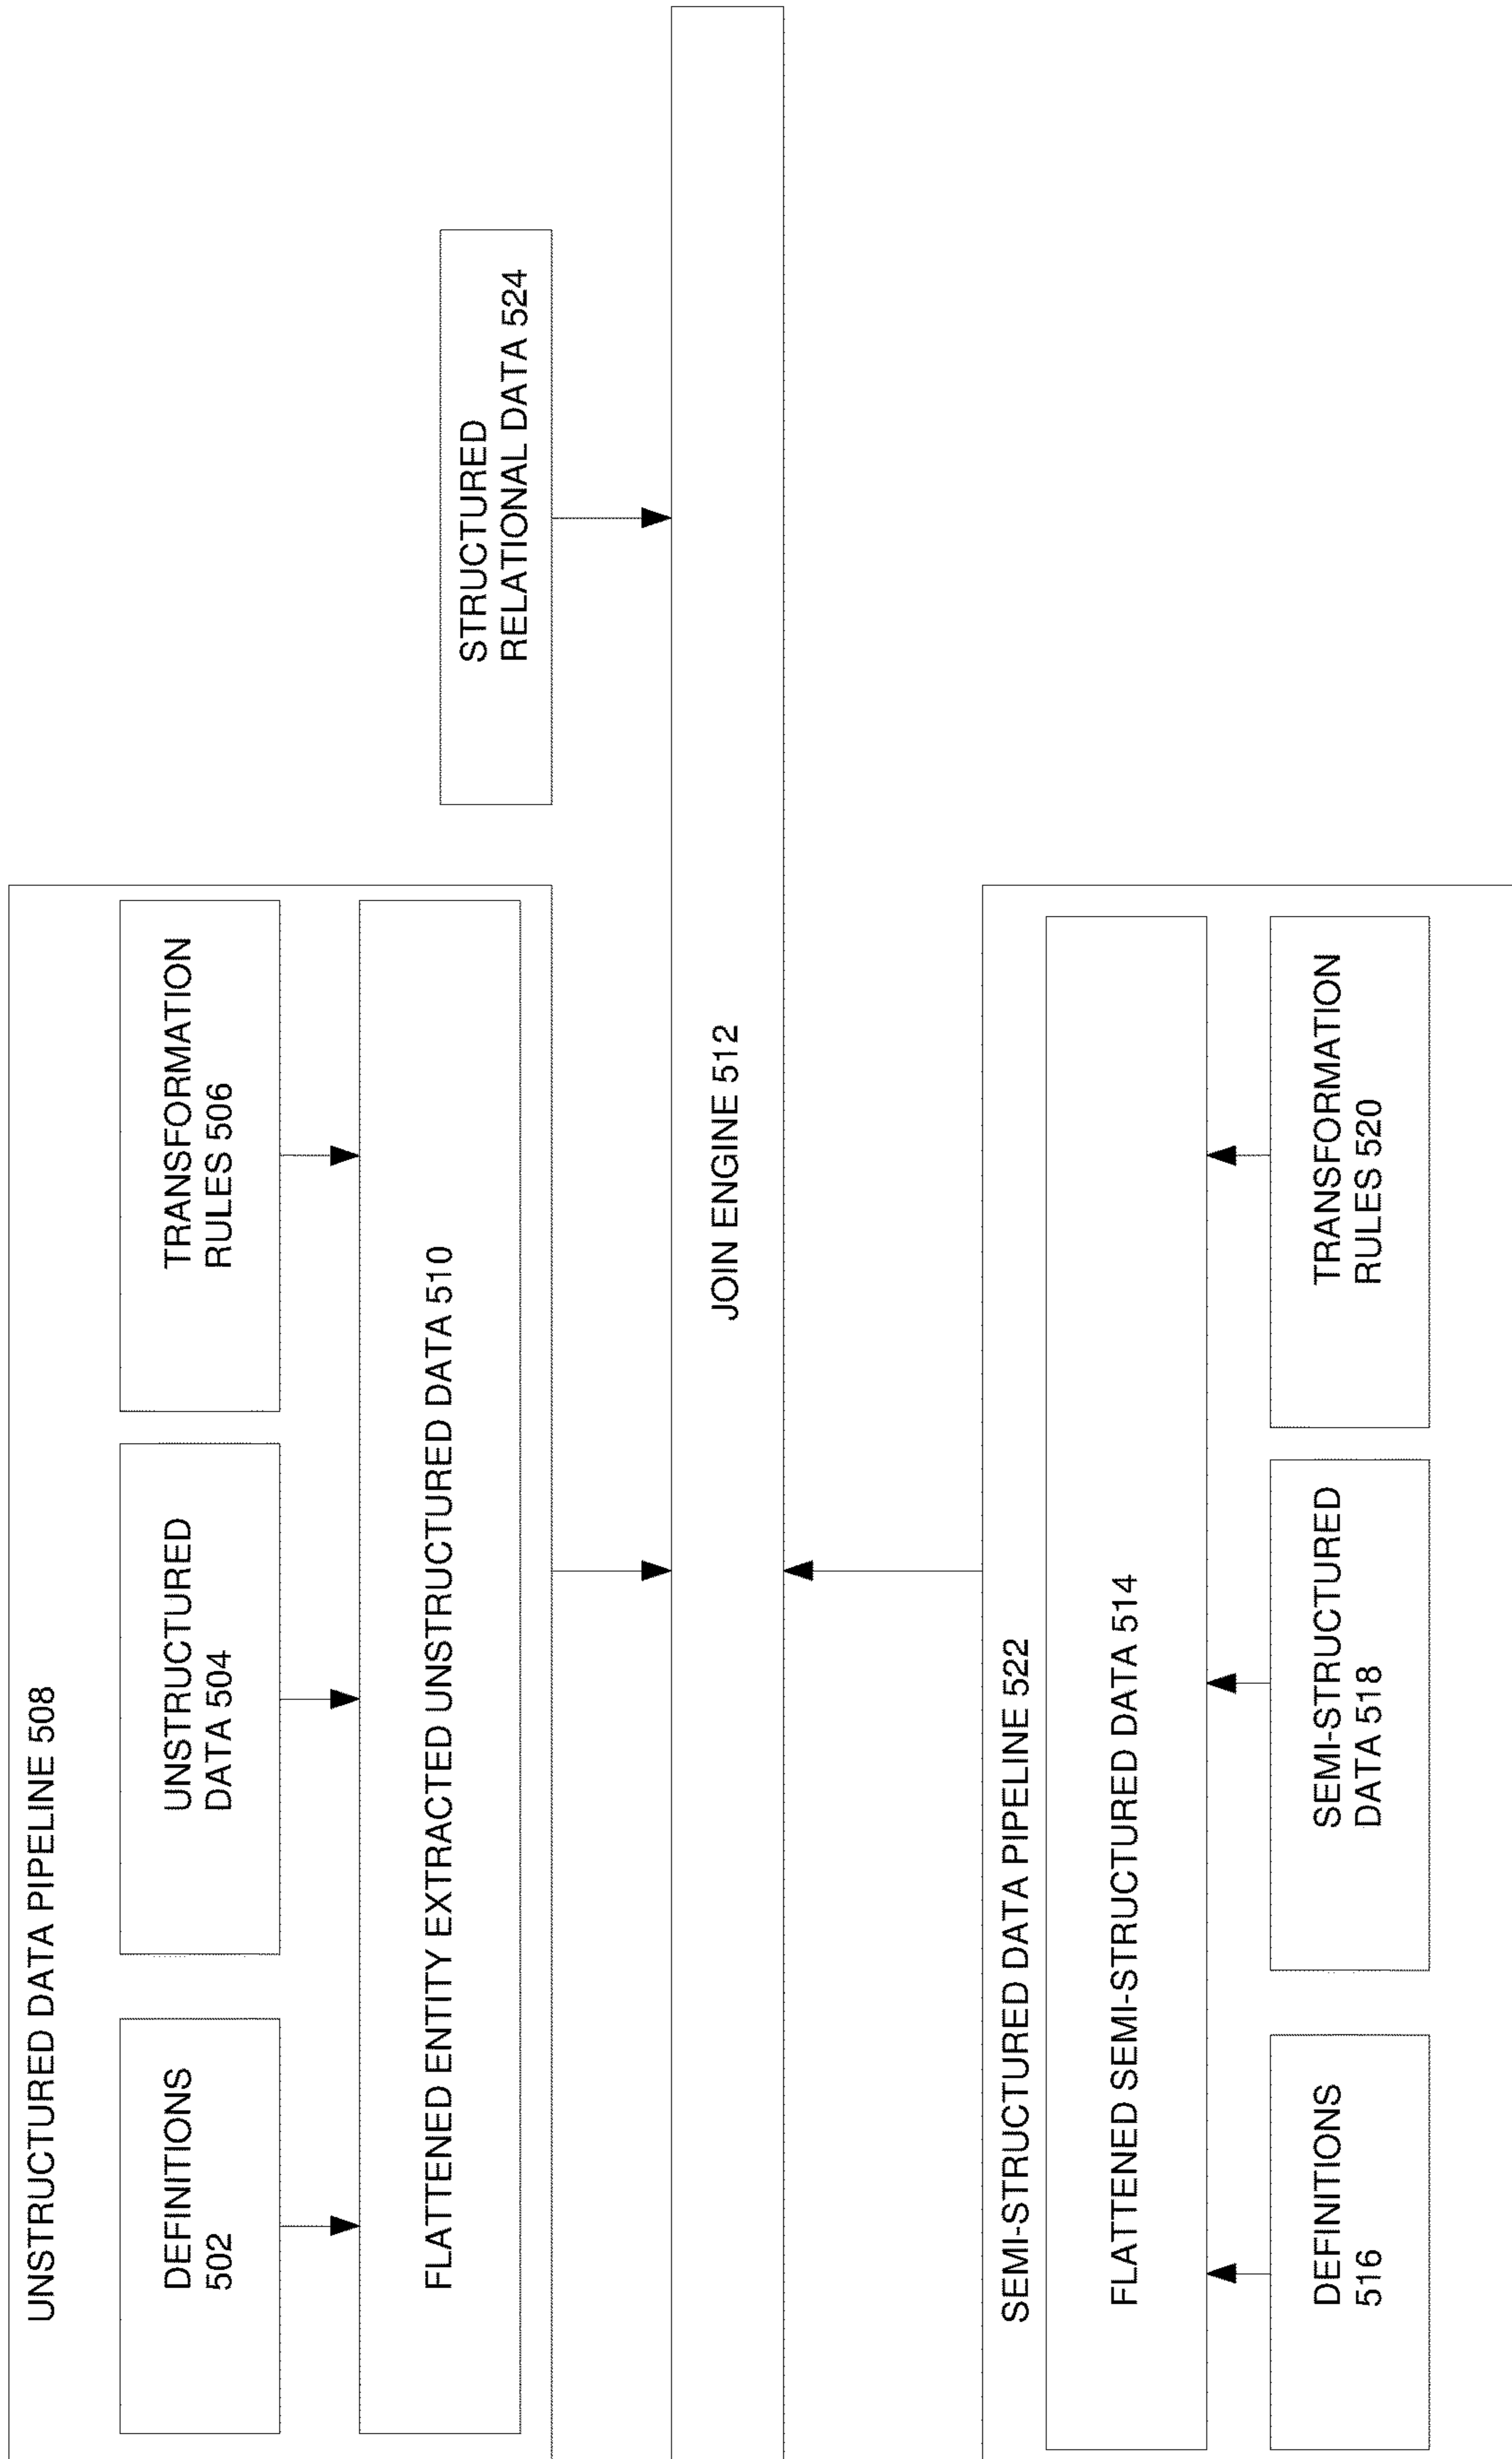 UNSTRUCTURED DATA PIPELINE 508
DEFINITIONS
502
UNSTRUCTURED
DATA 504
TRANSFORMATION
RULES 506
FLATTENED ENTITY EXTRACTED UNSTRUCTURED DATA 510
STRUCTURED
RELATIONAL DATA 524
JOIN ENGINE 512
SEMI-STRUCTURED DATA PIPELINE 522
FLATTENED SEMI-STRUCTURED DATA 514
DEFINITIONS
516
SEMI-STRUCTURED
DATA 518
TRANSFORMATION
RULES 520